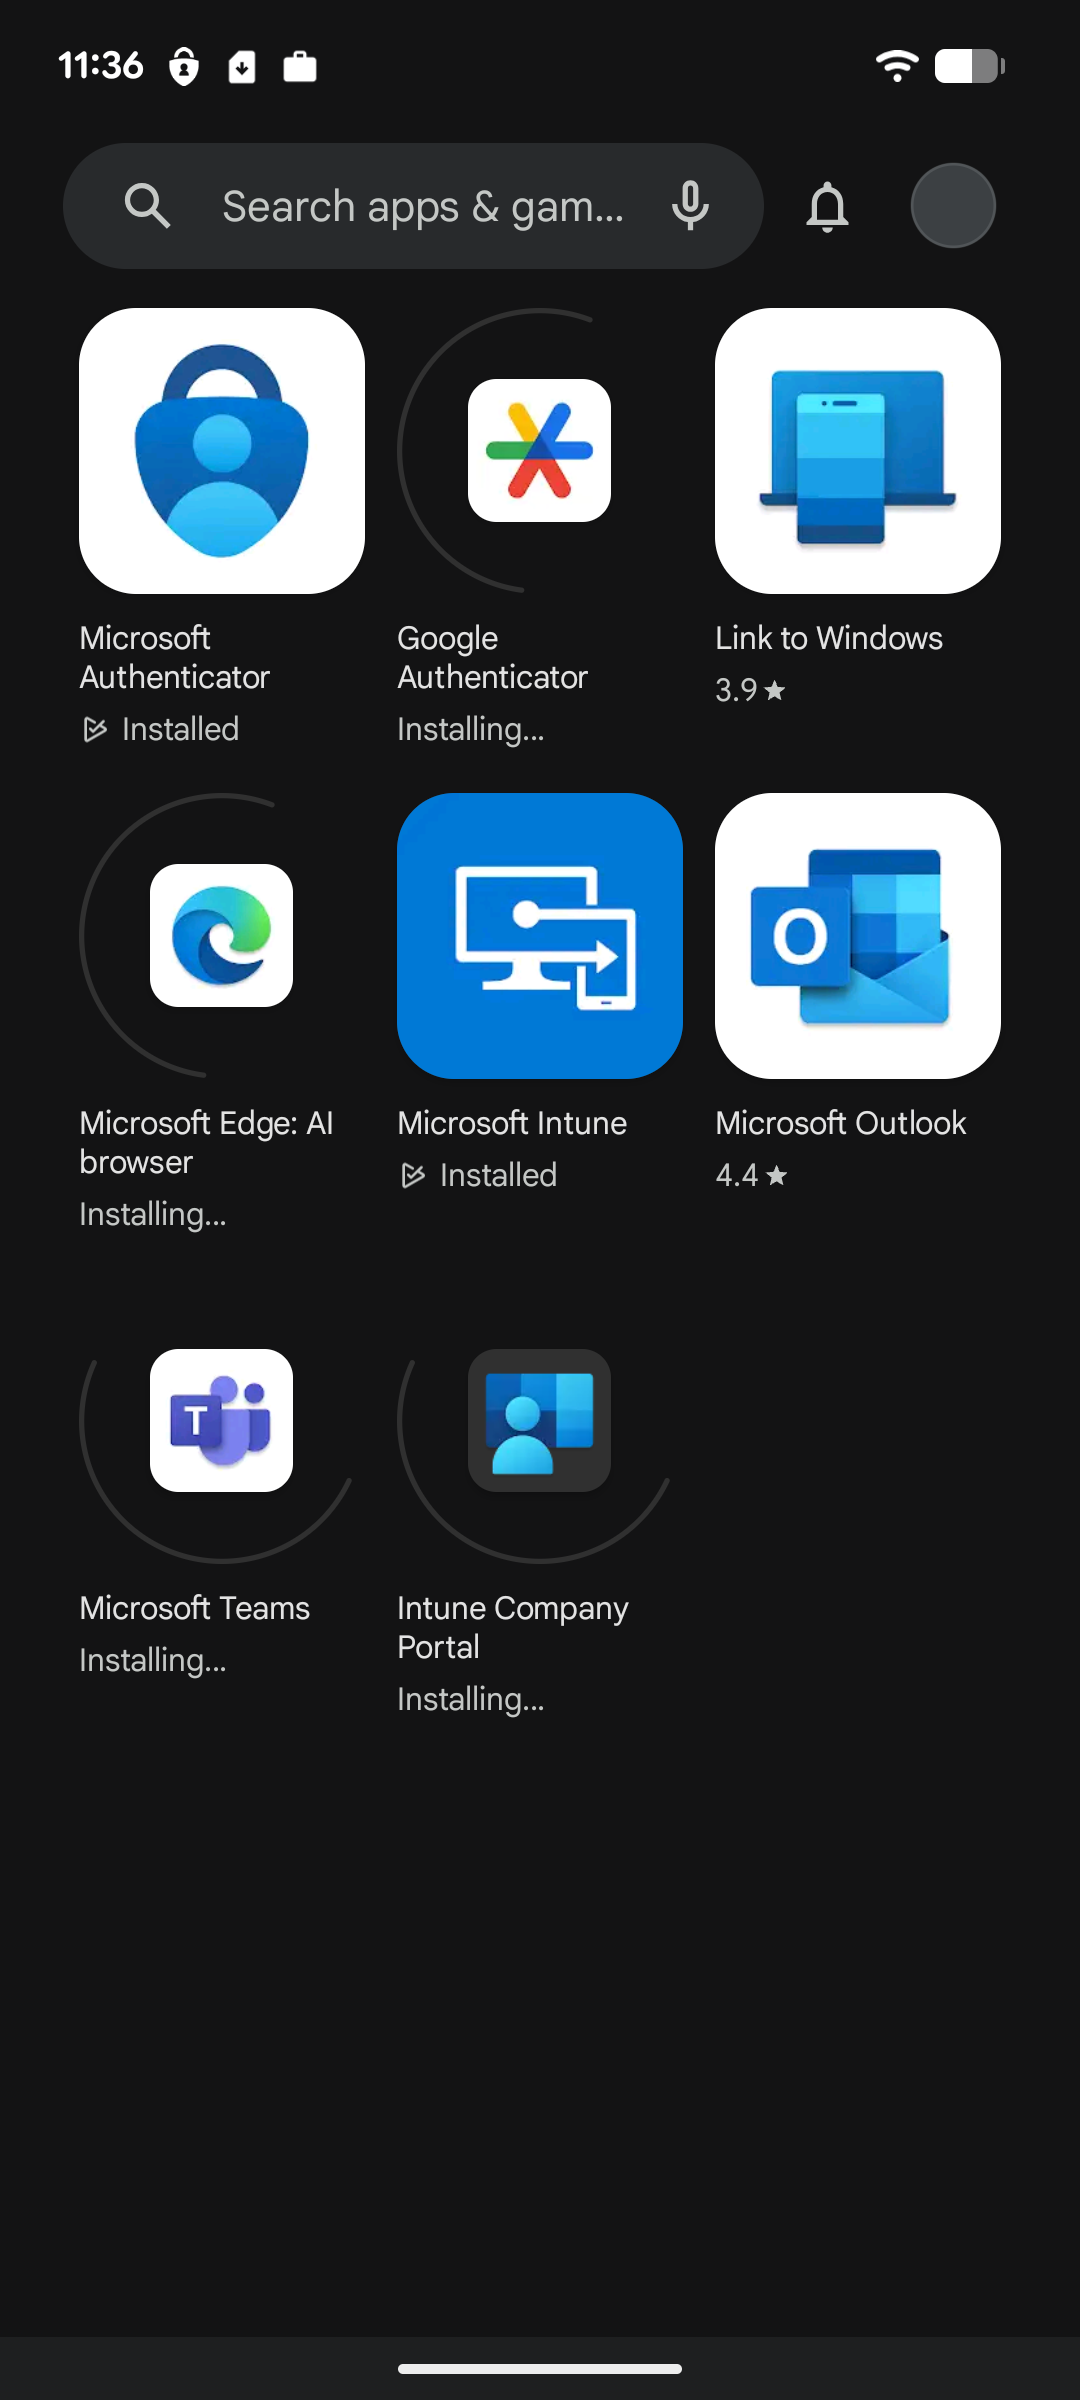 11:36
Search apps & gam...
Microsoft
Authenticator
Installed
Google
Authenticator
Installing...
Link to Windows
3.9★
Microsoft Edge: AI
browser
Installing...
Microsoft Intune
Installed
O
Microsoft Outlook
4.4★
T
Microsoft Teams
Installing...
Intune Company
Portal
Installing...